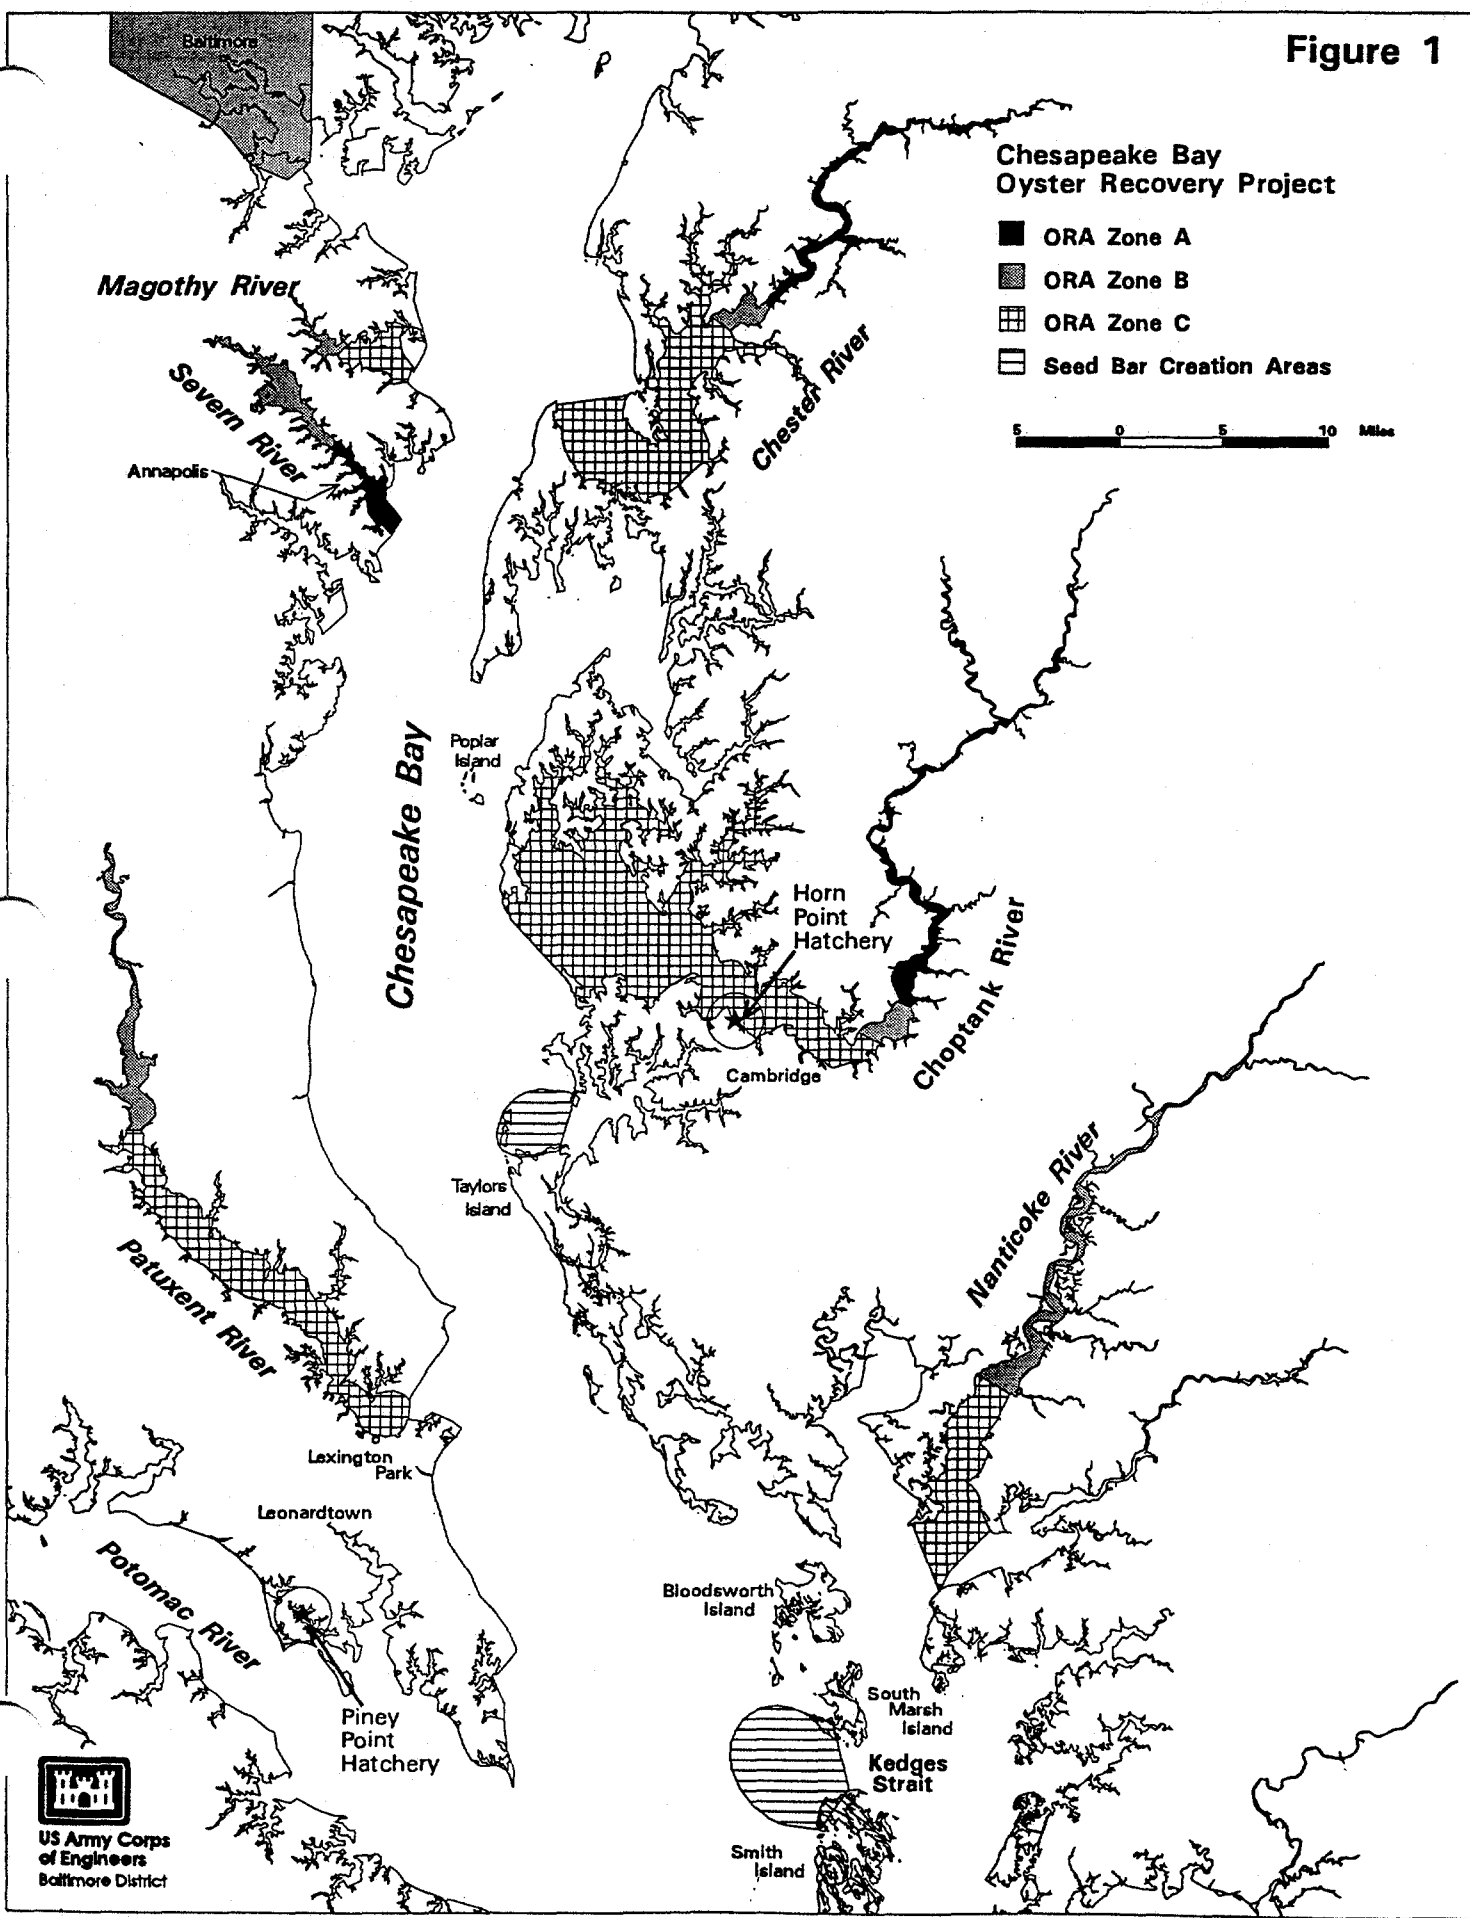 Figure 1
Baltimore
Chesapeake Bay
Oyster Recovery Project
ORA Zone A
ORA Zone B
ORA Zone C
Seed Bar Creation Areas
5 0 5 10 Miles
Magothy River
Severn River
Annapolis
Chester River
Chesapeake Bay
Poplar
Island
Horn
Point
Hatchery
Choptank River
Cambridge
Taylors
Island
Nanticoke River
Patuxent River
Lexington
Park
Leonardtown
Potomac River
Piney
Point
Hatchery
Bloodsworth
Island
South
Marsh
Island
Kedges
Strait
Smith
Island
US Army Corps
of Engineers
Baltimore District